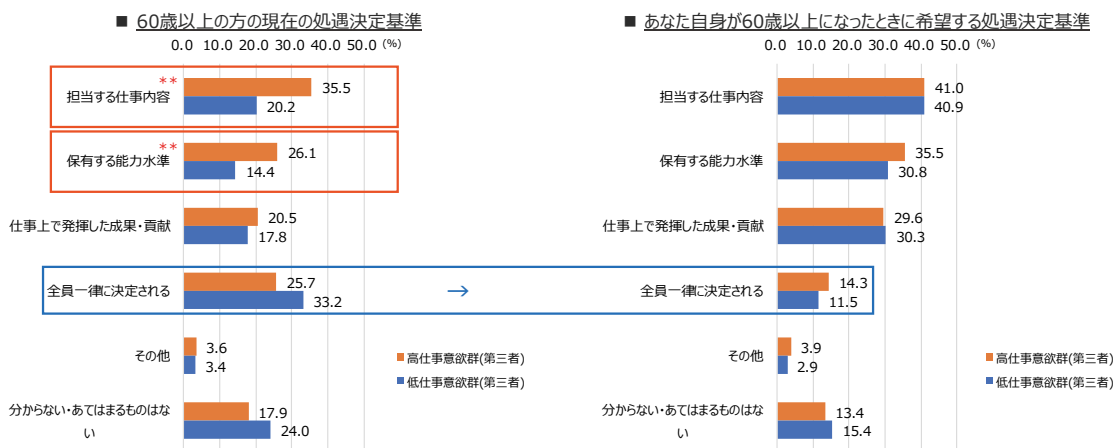 ■ 60歳以上の方の現在の処遇決定基準
0.0 10.0 20.0 30.0 40.0 50.0 (%)
**
担当する仕事内容
35.5
20.2
**
保有する能力水準
26.1
14.4
仕事上で発揮した成果・貢献
20.5
17.8
全員一律に決定される
25.7
33.2
→
その他
3.6
3.4
分からない・あてはまるものはな
い
17.9
24.0
■高仕事意欲群(第三者)
■低仕事意欲群(第三者)
■ あなた自身が60歳以上になったときに希望する処遇決定基準
0.0 10.0 20.0 30.0 40.0 50.0 (%)
担当する仕事内容
41.0
40.9
保有する能力水準
35.5
30.8
仕事上で発揮した成果・貢献
29.6
30.3
全員一律に決定される
14.3
11.5
その他
3.9
2.9
分からない・あてはまるものはな
い
13.4
15.4
■高仕事意欲群(第三者)
■低仕事意欲群(第三者)